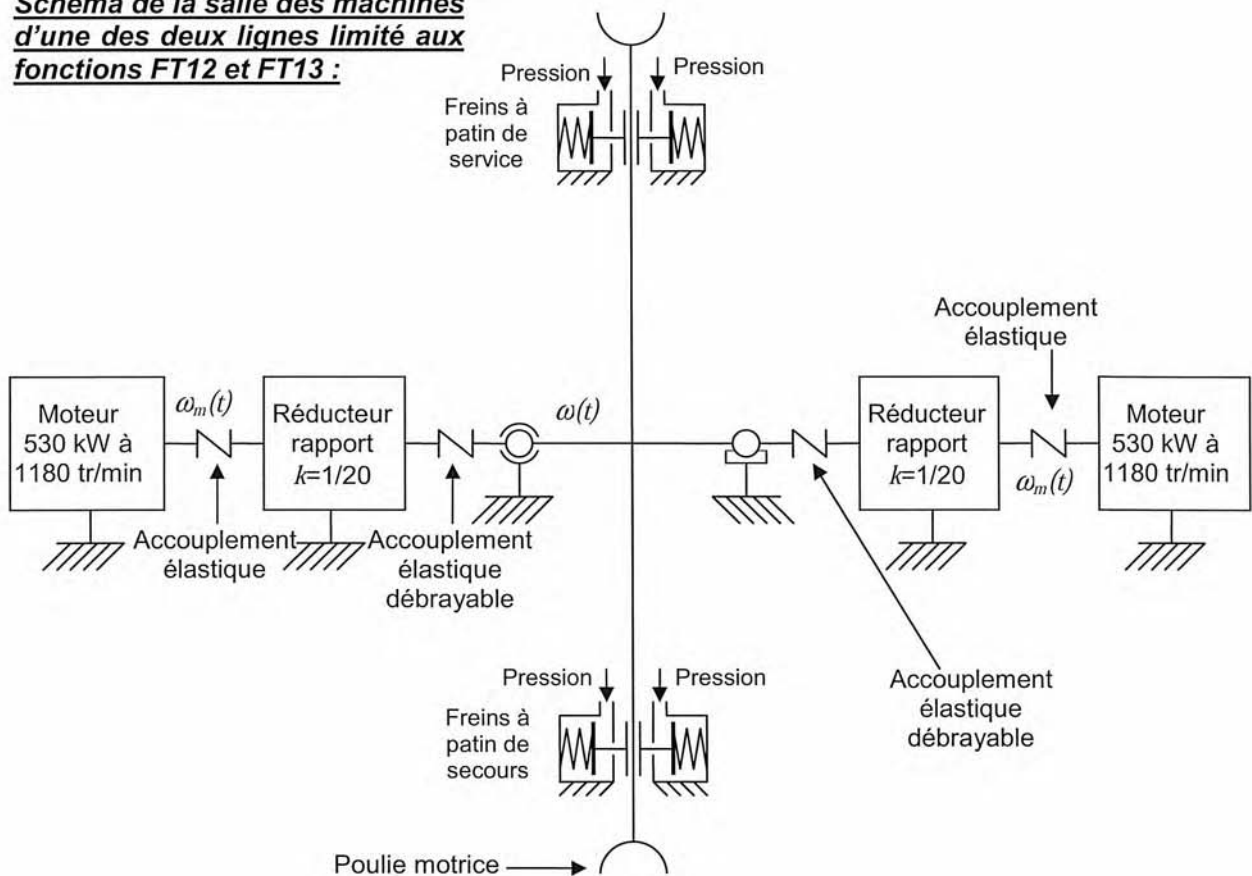 Schéma de la salle des machines
d'une des deux lignes limité aux
fonctions FT12 et FT13 :
Pression
Pression
Freins à
patin de
service
Accouplement
élastique
Moteur
530 kW à
1180 tr/min
ωm(t)
Réducteur
rapport
k=1/20
ω(t)
Réducteur
rapport
k=1/20
ωm(t)
Moteur
530 kW à
1180 tr/min
Accouplement
élastique
Accouplement
élastique
débrayable
Pression
Pression
Freins à
patin de
secours
Accouplement
élastique
débrayable
Poulie motrice